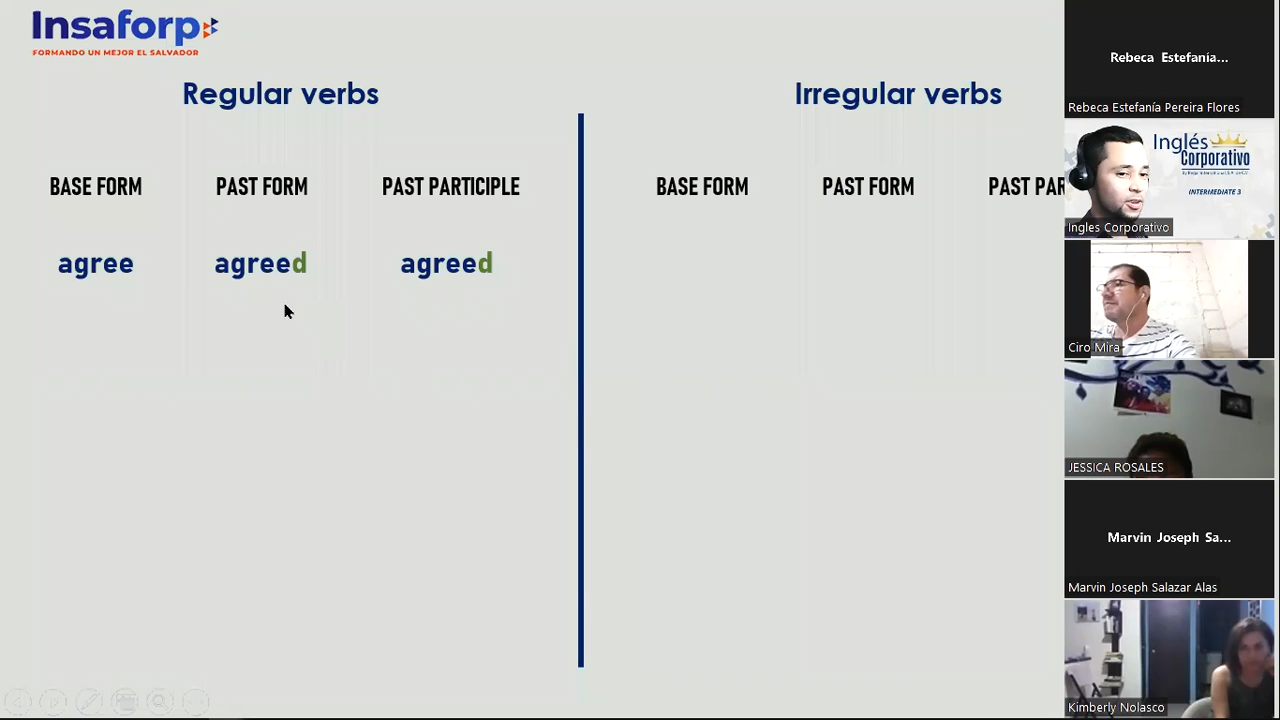 Insaforp
FORMANDO UN MEJOR EL SALVADOR
Regular verbs
BASE FORM PAST FORM PAST PARTICIPLE
agree agreed agreed
Irregular verbs
BASE FORM PAST FORM PAST PAR
Rebeca Estefanía...
Rebeca Estefanía Pereira Flores
Inglés
Corporativo
INTERMEDIATE 3
Ingles Corporativo
Ciro Mira
JESSICA ROSALES
Marvin Joseph Sa...
Marvin Joseph Salazar Alas
Kimberly Nolasco